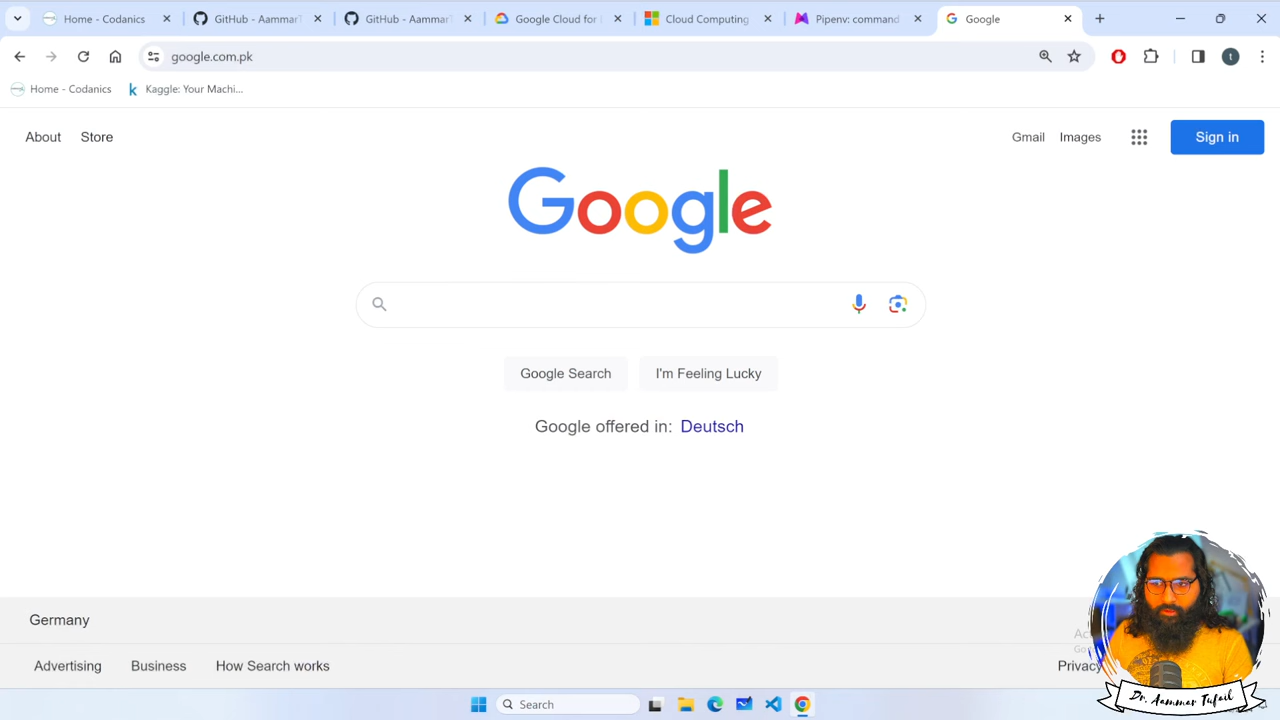 Home - Codanics
GitHub - AammarT
GitHub - AammarT
Google Cloud for
Cloud Computing
Pipenv: command
Google
google.com.pk
t
Home - Codanics
Kaggle: Your Machi...
About
Store
Gmail
Images
Sign in
Google
Google Search
I'm Feeling Lucky
Google offered in: Deutsch
Germany
Advertising
Business
How Search works
Privacy
Search
Dr. Aammar Tufail